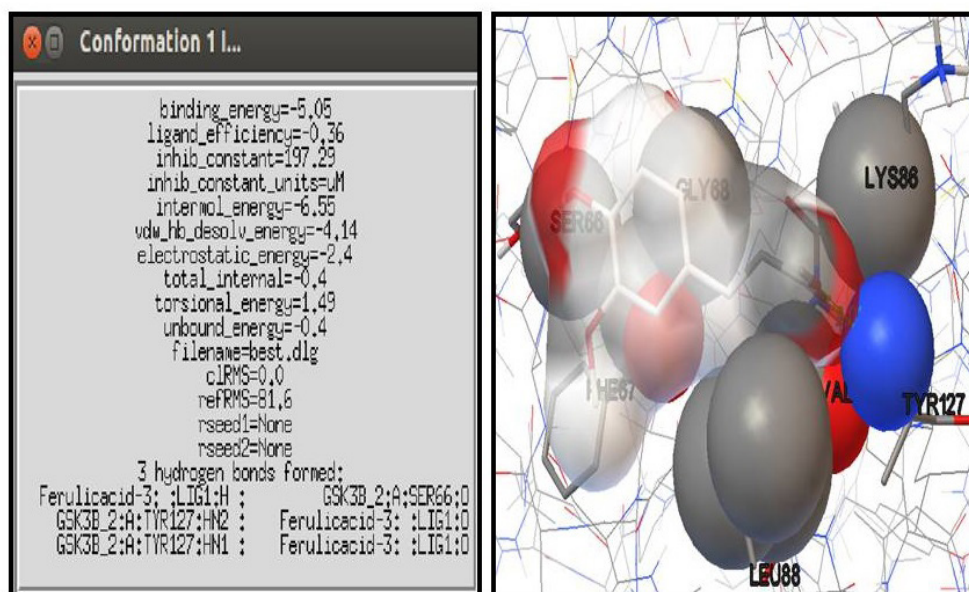 Conformation 1 I...
binding_energy=-5.05
ligand_efficiency=-0.36
inhib_constant=197.29
inhib_constant_units=uM
intermol_energy=-6.55
vdw_hb_desolv_energy=-4.14
electrostatic_energy=-2.4
total_internal=-0.4
torsional_energy=1.49
unbound_energy=-0.4
filename=best.dlg
clRMS=0.0
refRMS=81.6
rseed1=None
rseed2=None
3 hydrogen bonds formed:
Ferulicacid-3: :LIG1:H : GSK3B_2:A:SER66:O
GSK3B_2:A:TYR127:HN2 : Ferulicacid-3: :LIG1:O
GSK3B_2:A:TYR127:HN1 : Ferulicacid-3: :LIG1:O
LYS86
GLY68
SER66
PHE67
VAL
TYR127
LEU88